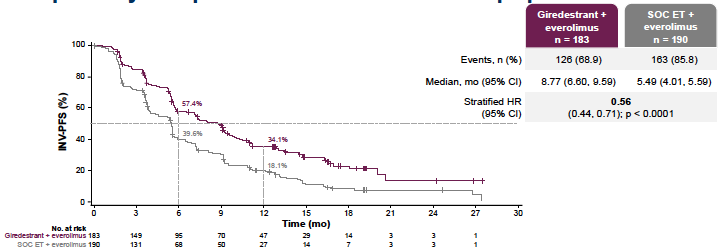 Giredestrant +
everolimus
n = 183
SOC ET +
everolimus
n = 190
Events, n (%) 126 (68.9) 163 (85.8)
Median, mo (95% CI) 8.77 (6.60, 9.59) 5.49 (4.01, 5.59)
Stratified HR
(95% CI)
0.56
(0.44, 0.71); p < 0.0001
INV-PFS (%)
100
80
60
40
20
0
57.4%
39.6%
34.1%
18.1%
0 3 6 9 12 15 18 21 24 27 30
Time (mo)
No. at risk
Giredestrant + everolimus 183 149 95 70 47 29 14 3 3 1
SOC ET + everolimus 190 131 68 50 27 14 7 3 3 1